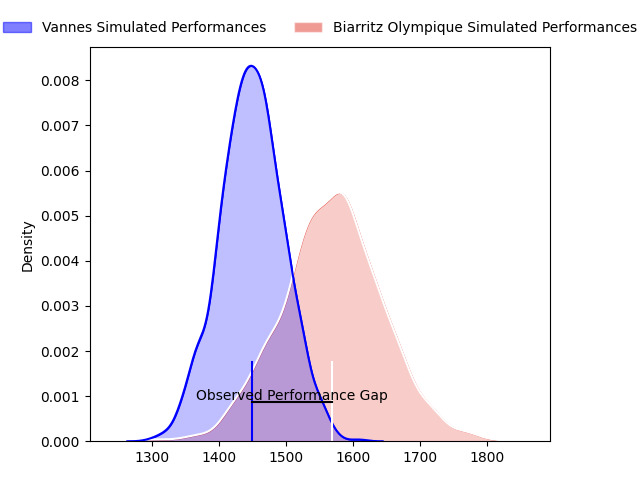 Vannes Simulated Performances
Biarritz Olympique Simulated Performances
0.008
0.007
0.006
0.005
0.004
0.003
0.002
0.001
0.000
Density
Observed Performance Gap
1300 1400 1500 1600 1700 1800